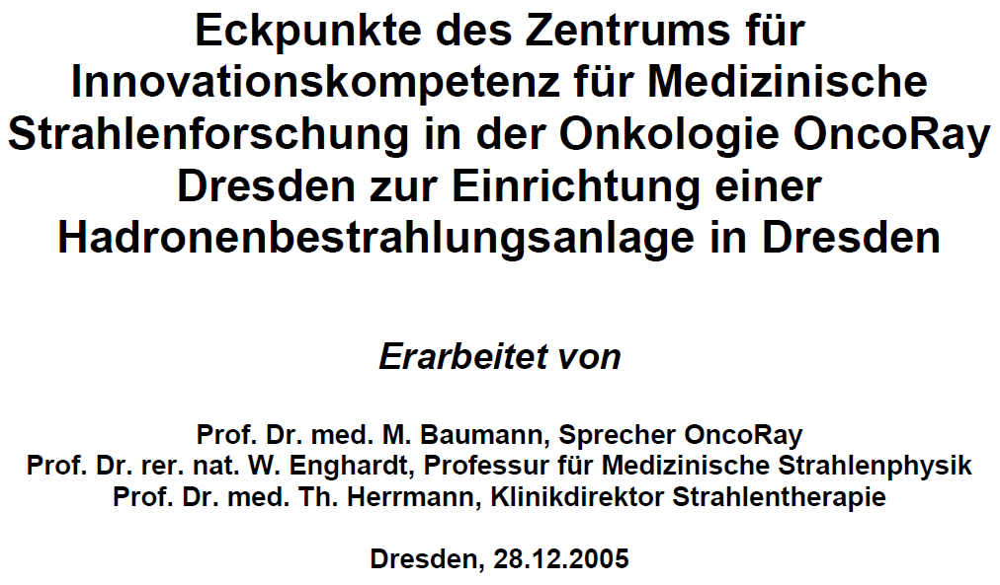 Eckpunkte des Zentrums für
Innovationskompetenz für Medizinische
Strahlenforschung in der Onkologie OncoRay
Dresden zur Einrichtung einer
Hadronenbestrahlungsanlage in Dresden
Erarbeitet von
Prof. Dr. med. M. Baumann, Sprecher OncoRay
Prof. Dr. rer. nat. W. Enghardt, Professur für Medizinische Strahlenphysik
Prof. Dr. med. Th. Herrmann, Klinikdirektor Strahlentherapie
Dresden, 28.12.2005